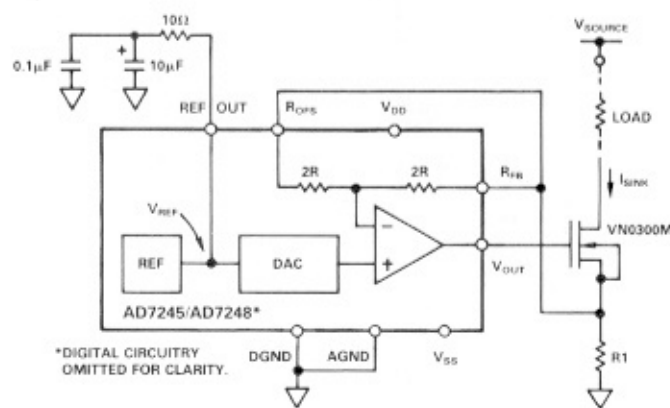 10Ω
V_SOURCE
0.1μF
+
10μF
LOAD
REF OUT
R_OFS
V_DD
I_SINK
2R
2R
R_FB
V_REF
VN0300M
REF
DAC
−
+
V_OUT
AD7245/AD7248*
*DIGITAL CIRCUITRY
OMITTED FOR CLARITY.
DGND
AGND
V_SS
R1